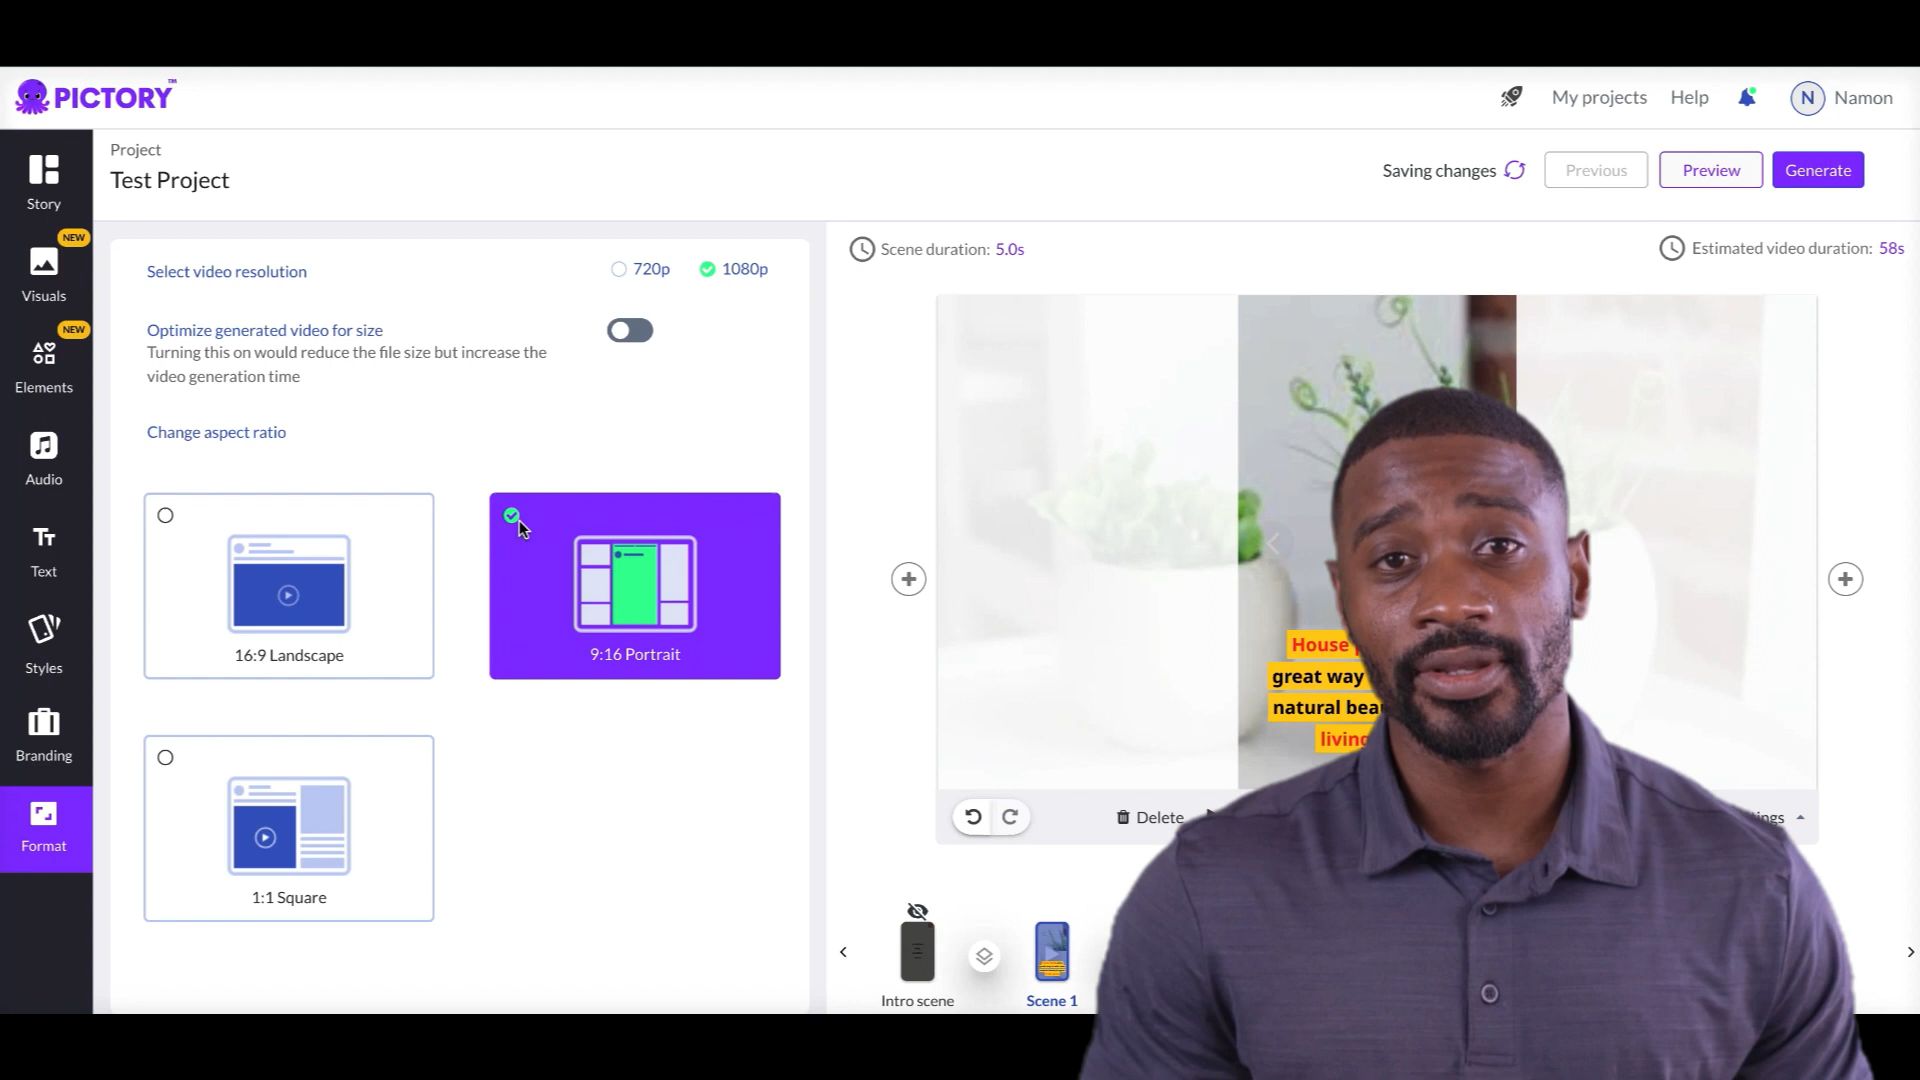 PICTORY™
My projects
Help
N
Namon
Project
Test Project
Saving changes
Previous
Preview
Generate
Story
NEW
Visuals
NEW
Elements
Audio
Text
Styles
Branding
Format
Select video resolution
720p
1080p
Optimize generated video for size
Turning this on would reduce the file size but increase the
video generation time
Change aspect ratio
16:9 Landscape
9:16 Portrait
1:1 Square
Scene duration: 5.0s
Estimated video duration: 58s
House
great way
natural
living
Delete
Intro scene
Scene 1